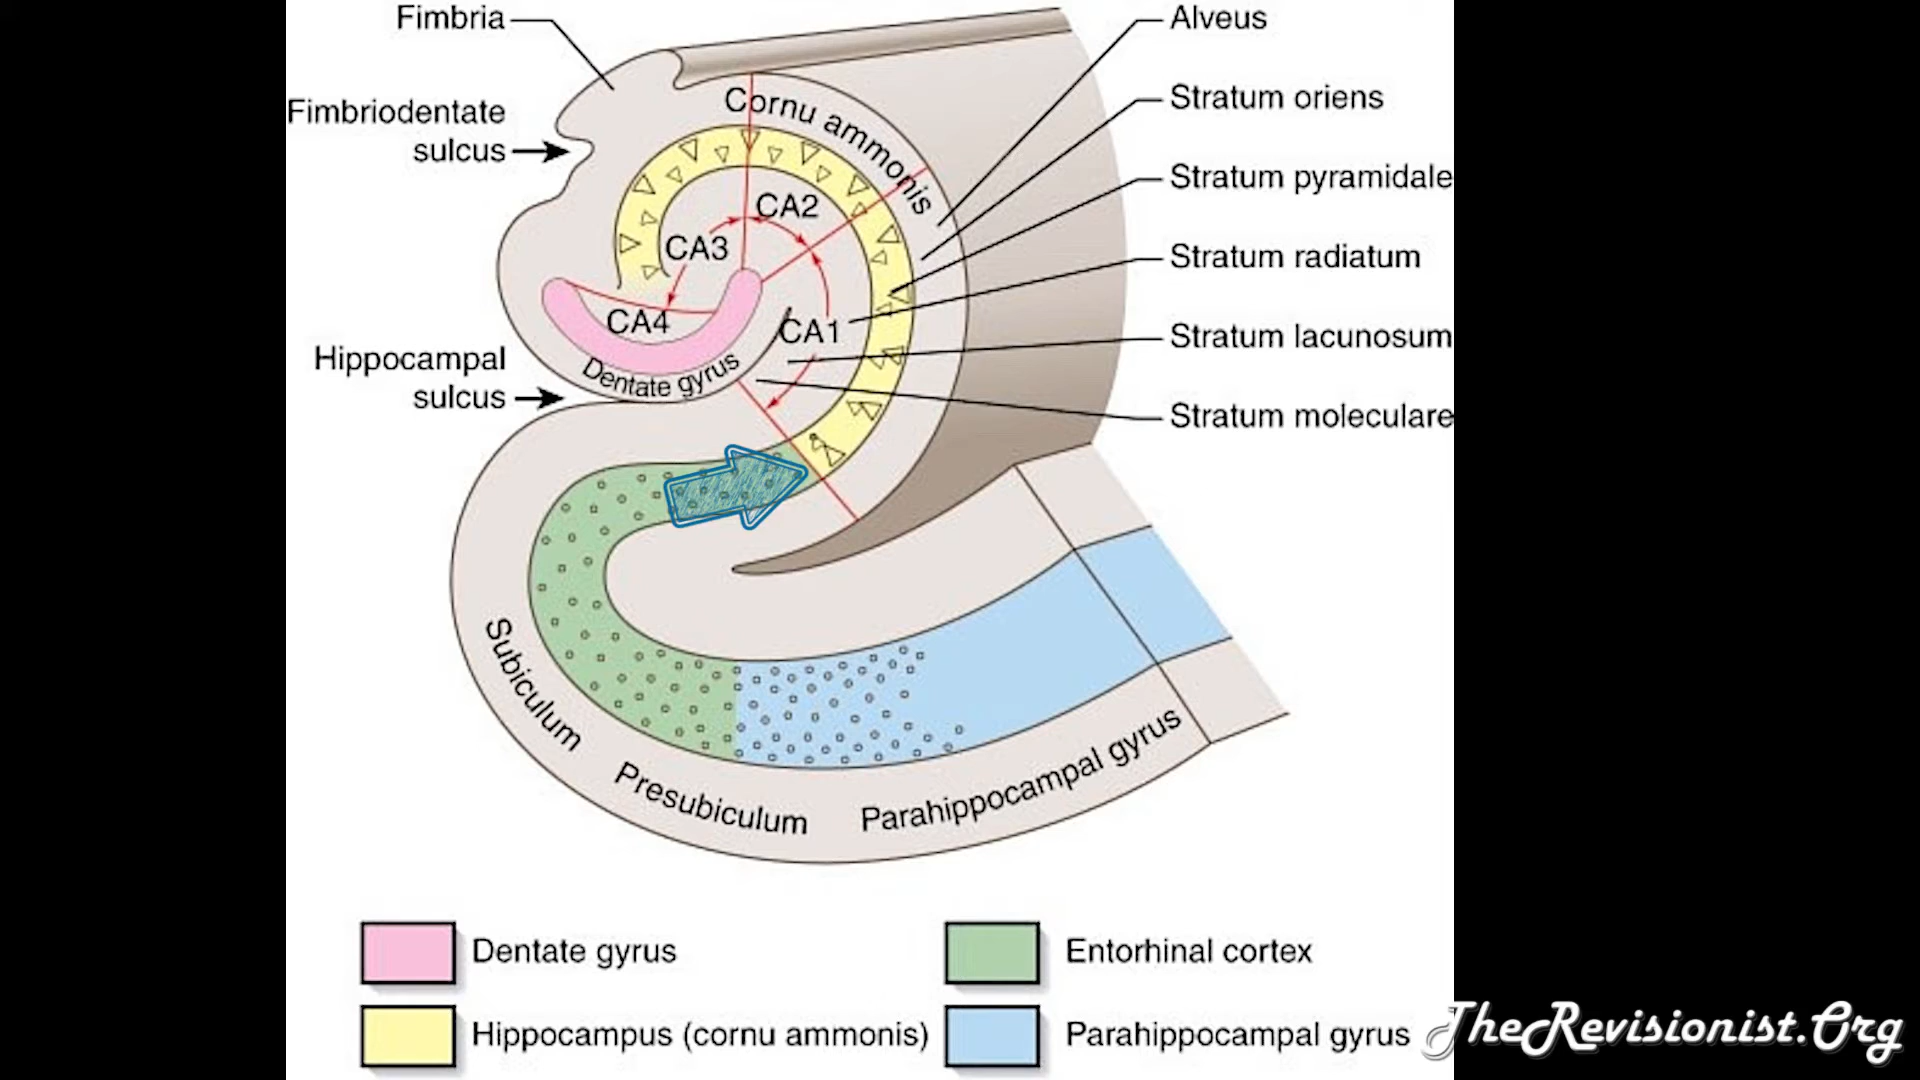 Fimbria
Fimbriodentate
sulcus
Hippocampal
sulcus
Cornu ammonis
CA2
CA3
CA4
CA1
Dentate gyrus
Alveus
Stratum oriens
Stratum pyramidale
Stratum radiatum
Stratum lacunosum
Stratum moleculare
Subiculum
Presubiculum
Parahippocampal gyrus
Dentate gyrus
Entorhinal cortex
Hippocampus (cornu ammonis)
Parahippocampal gyrus
TheRevisionist.Org